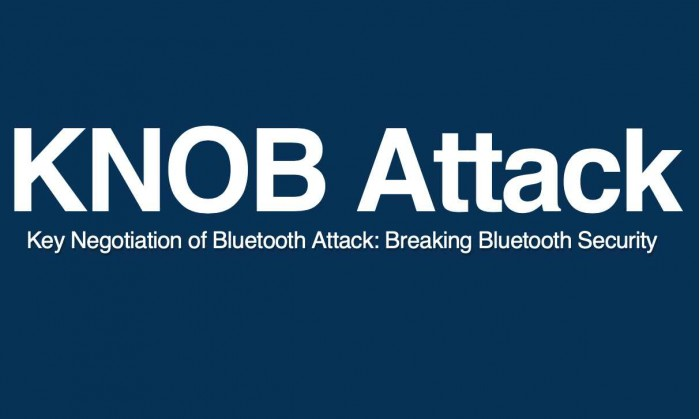 KNOB Attack
Key Negotiation of Bluetooth Attack: Breaking Bluetooth Security